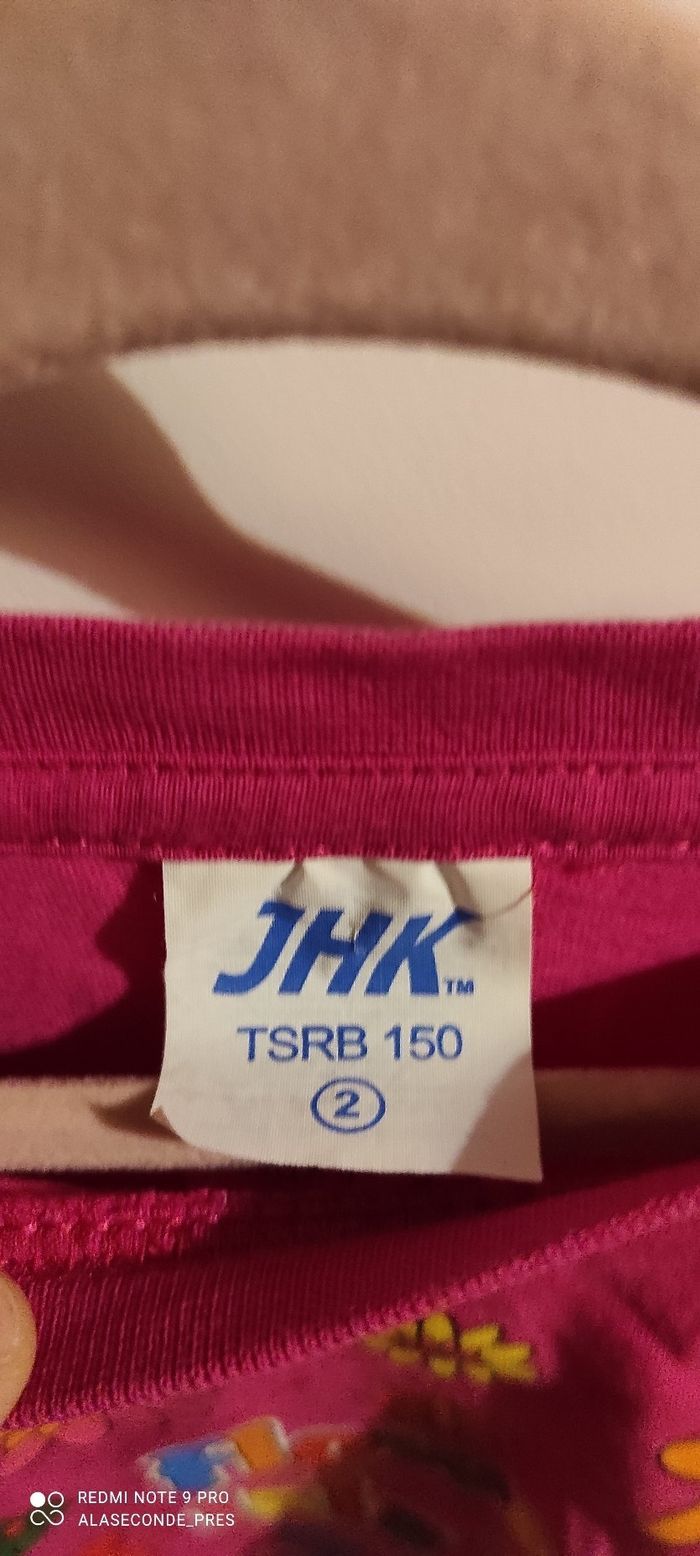 JHK™
TSRB 150
2
REDMI NOTE 9 PRO
ALASECONDE_PRES